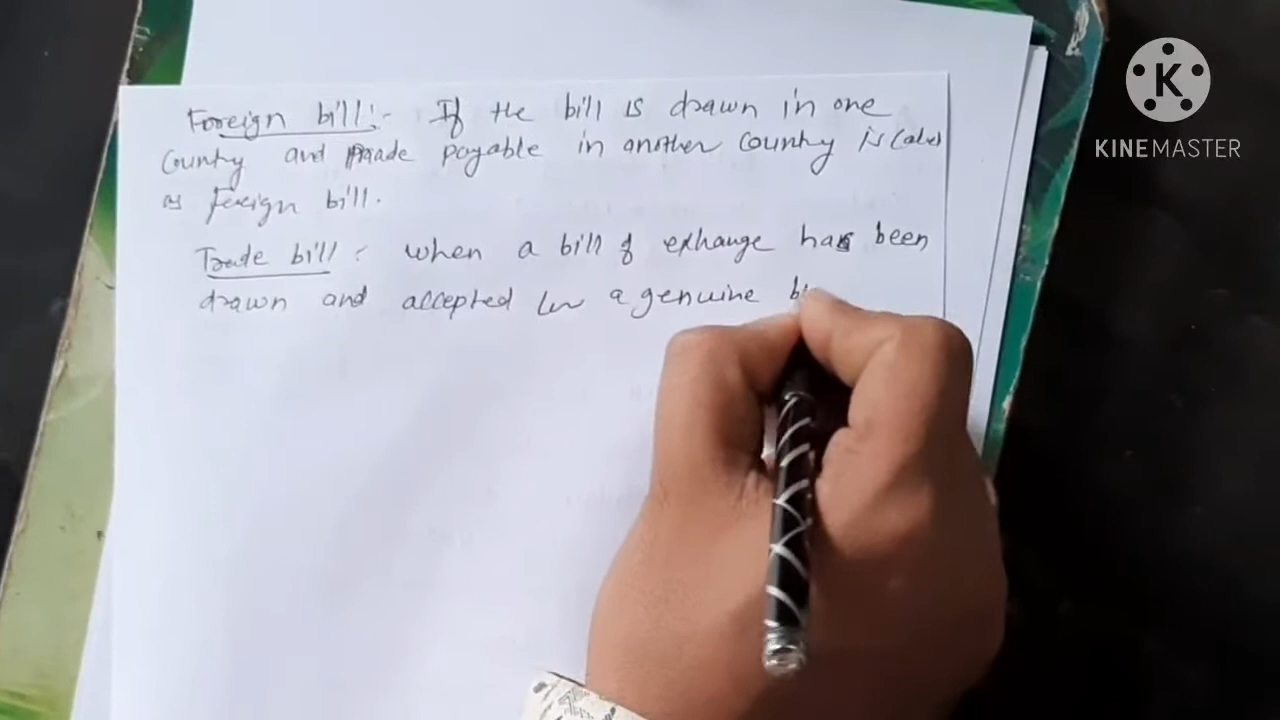 Foreign bill:- If the bill is drawn in one
country and made payable in another country is
as foreign bill.
Trade bill : when a bill of exhange has been
drawn and accepted for a genuine
K
KINEMASTER